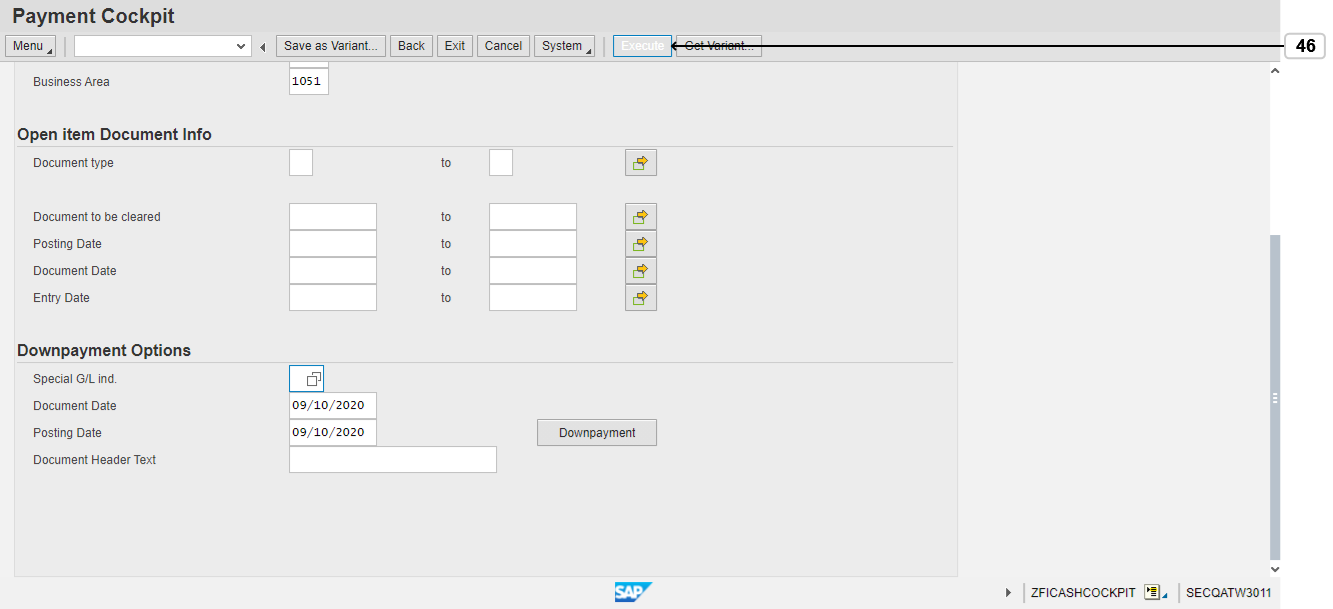 Payment Cockpit
Menu Save as Variant... Back Exit Cancel System Execute Get Variant... 46
Business Area 1051
Open item Document Info
Document type to
Document to be cleared to
Posting Date to
Document Date to
Entry Date to
Downpayment Options
Special G/L ind.
Document Date 09/10/2020
Posting Date 09/10/2020 Downpayment
Document Header Text
SAP ZFICASHCOCKPIT SECQATW3011